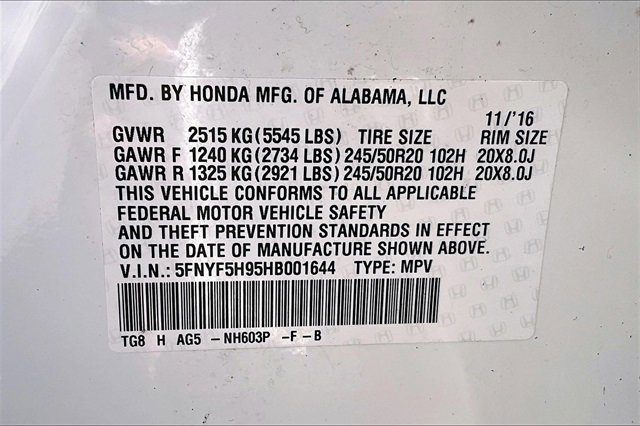 MFD. BY HONDA MFG. OF ALABAMA, LLC
11/'16
GVWR 2515 KG(5545 LBS) TIRE SIZE RIM SIZE
GAWR F 1240 KG(2734 LBS) 245/50R20 102H 20X8.0J
GAWR R 1325 KG(2921 LBS) 245/50R20 102H 20X8.0J
THIS VEHICLE CONFORMS TO ALL APPLICABLE
FEDERAL MOTOR VEHICLE SAFETY
AND THEFT PREVENTION STANDARDS IN EFFECT
ON THE DATE OF MANUFACTURE SHOWN ABOVE.
V.I.N.: 5FNYF5H95HB001644 TYPE: MPV
TG8 H AG5 -NH603P -F-B